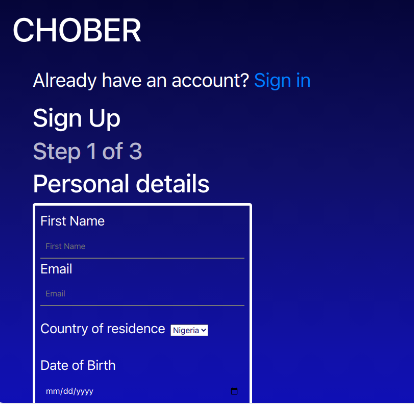 CHOBER
Already have an account? Sign in
Sign Up
Step 1 of 3
Personal details
First Name
First Name
Email
Email
Country of residence Nigeria
Date of Birth
mm/dd/yyyy